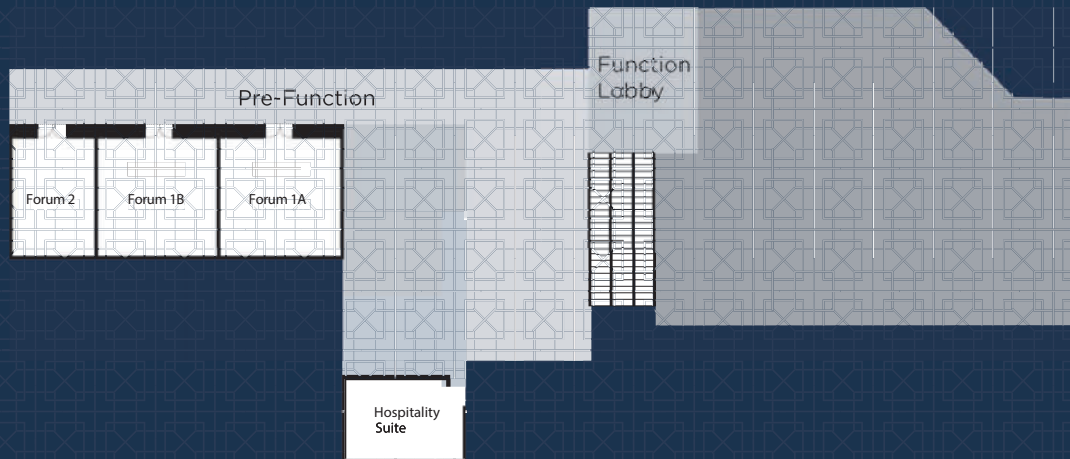 Function
Lobby
Pre-Function
Forum 2
Forum 1B
Forum 1A
Hospitality
Suite